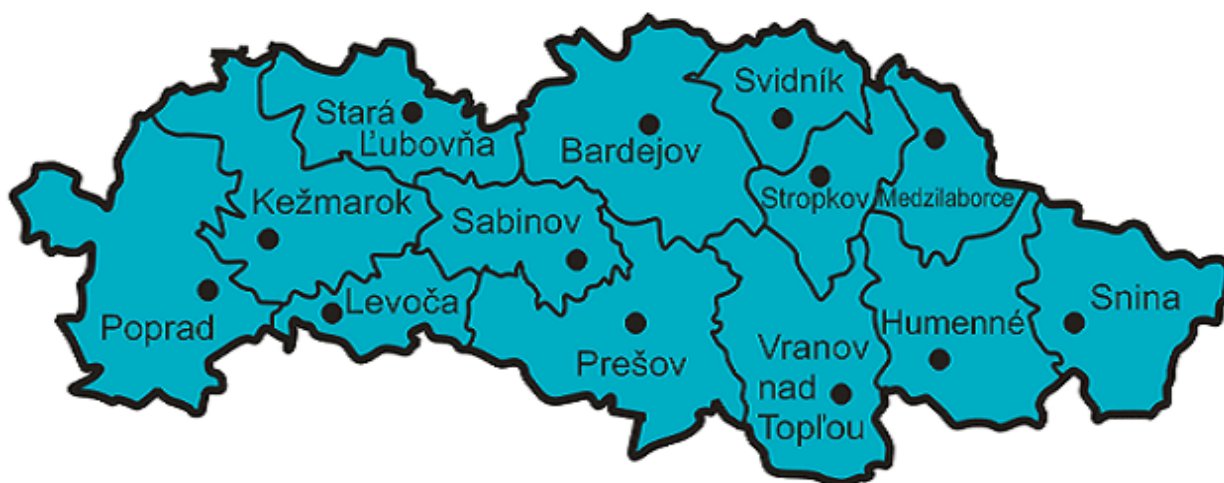 Svidník
Stará
Ľubovňa
Bardejov
Kežmarok
Stropkov
Medzilaborce
Sabinov
Levoča
Snina
Poprad
Humenné
Prešov
Vranov
nad
Topľou